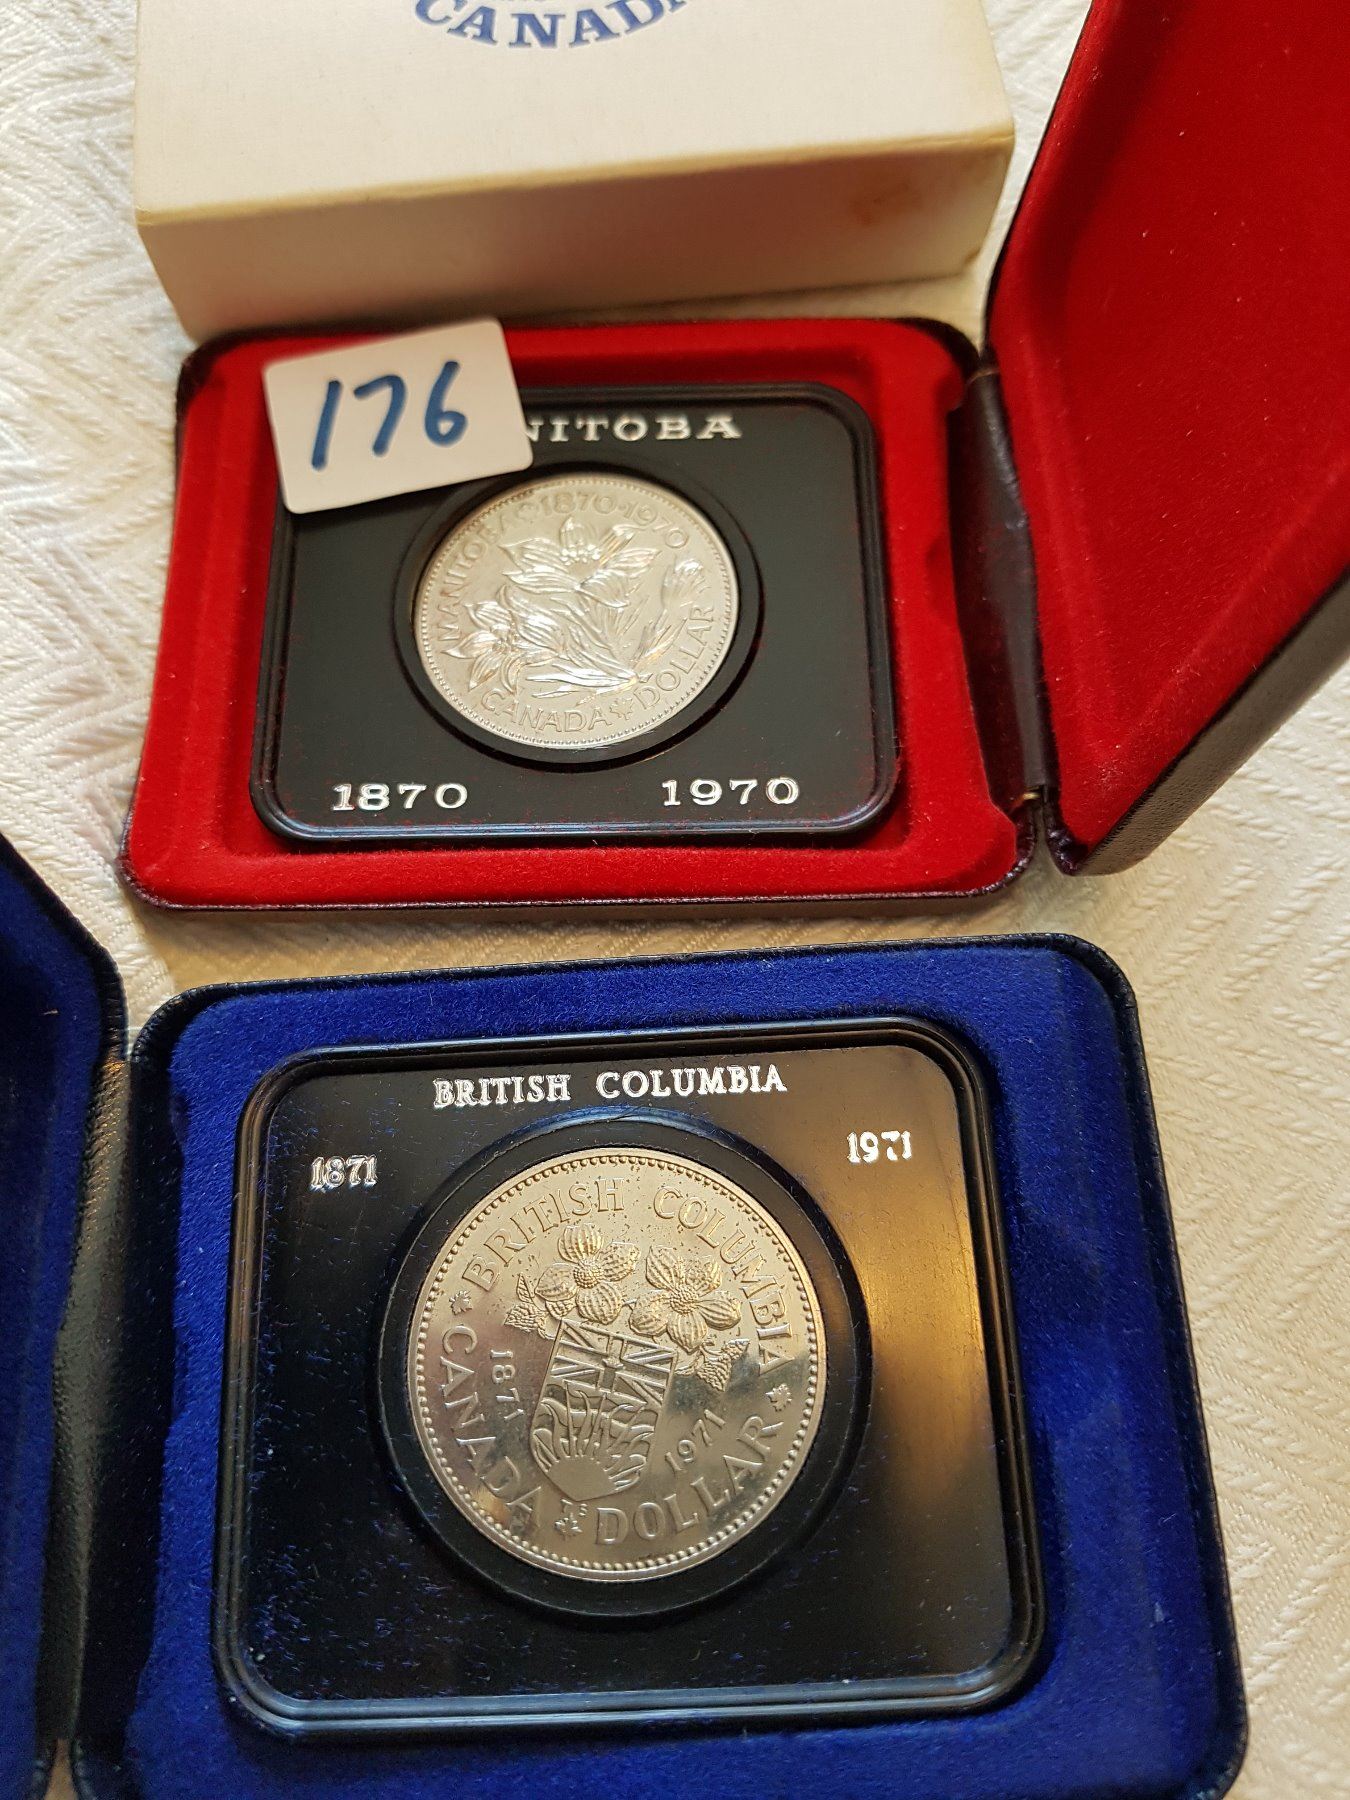 CANADA
176
NITOBA
MANITOBA 1870-1970
CANADA DOLLAR
1870 1970
BRITISH COLUMBIA
1871 1971
BRITISH COLUMBIA
1871
1971
CANADA DOLLAR
T.S